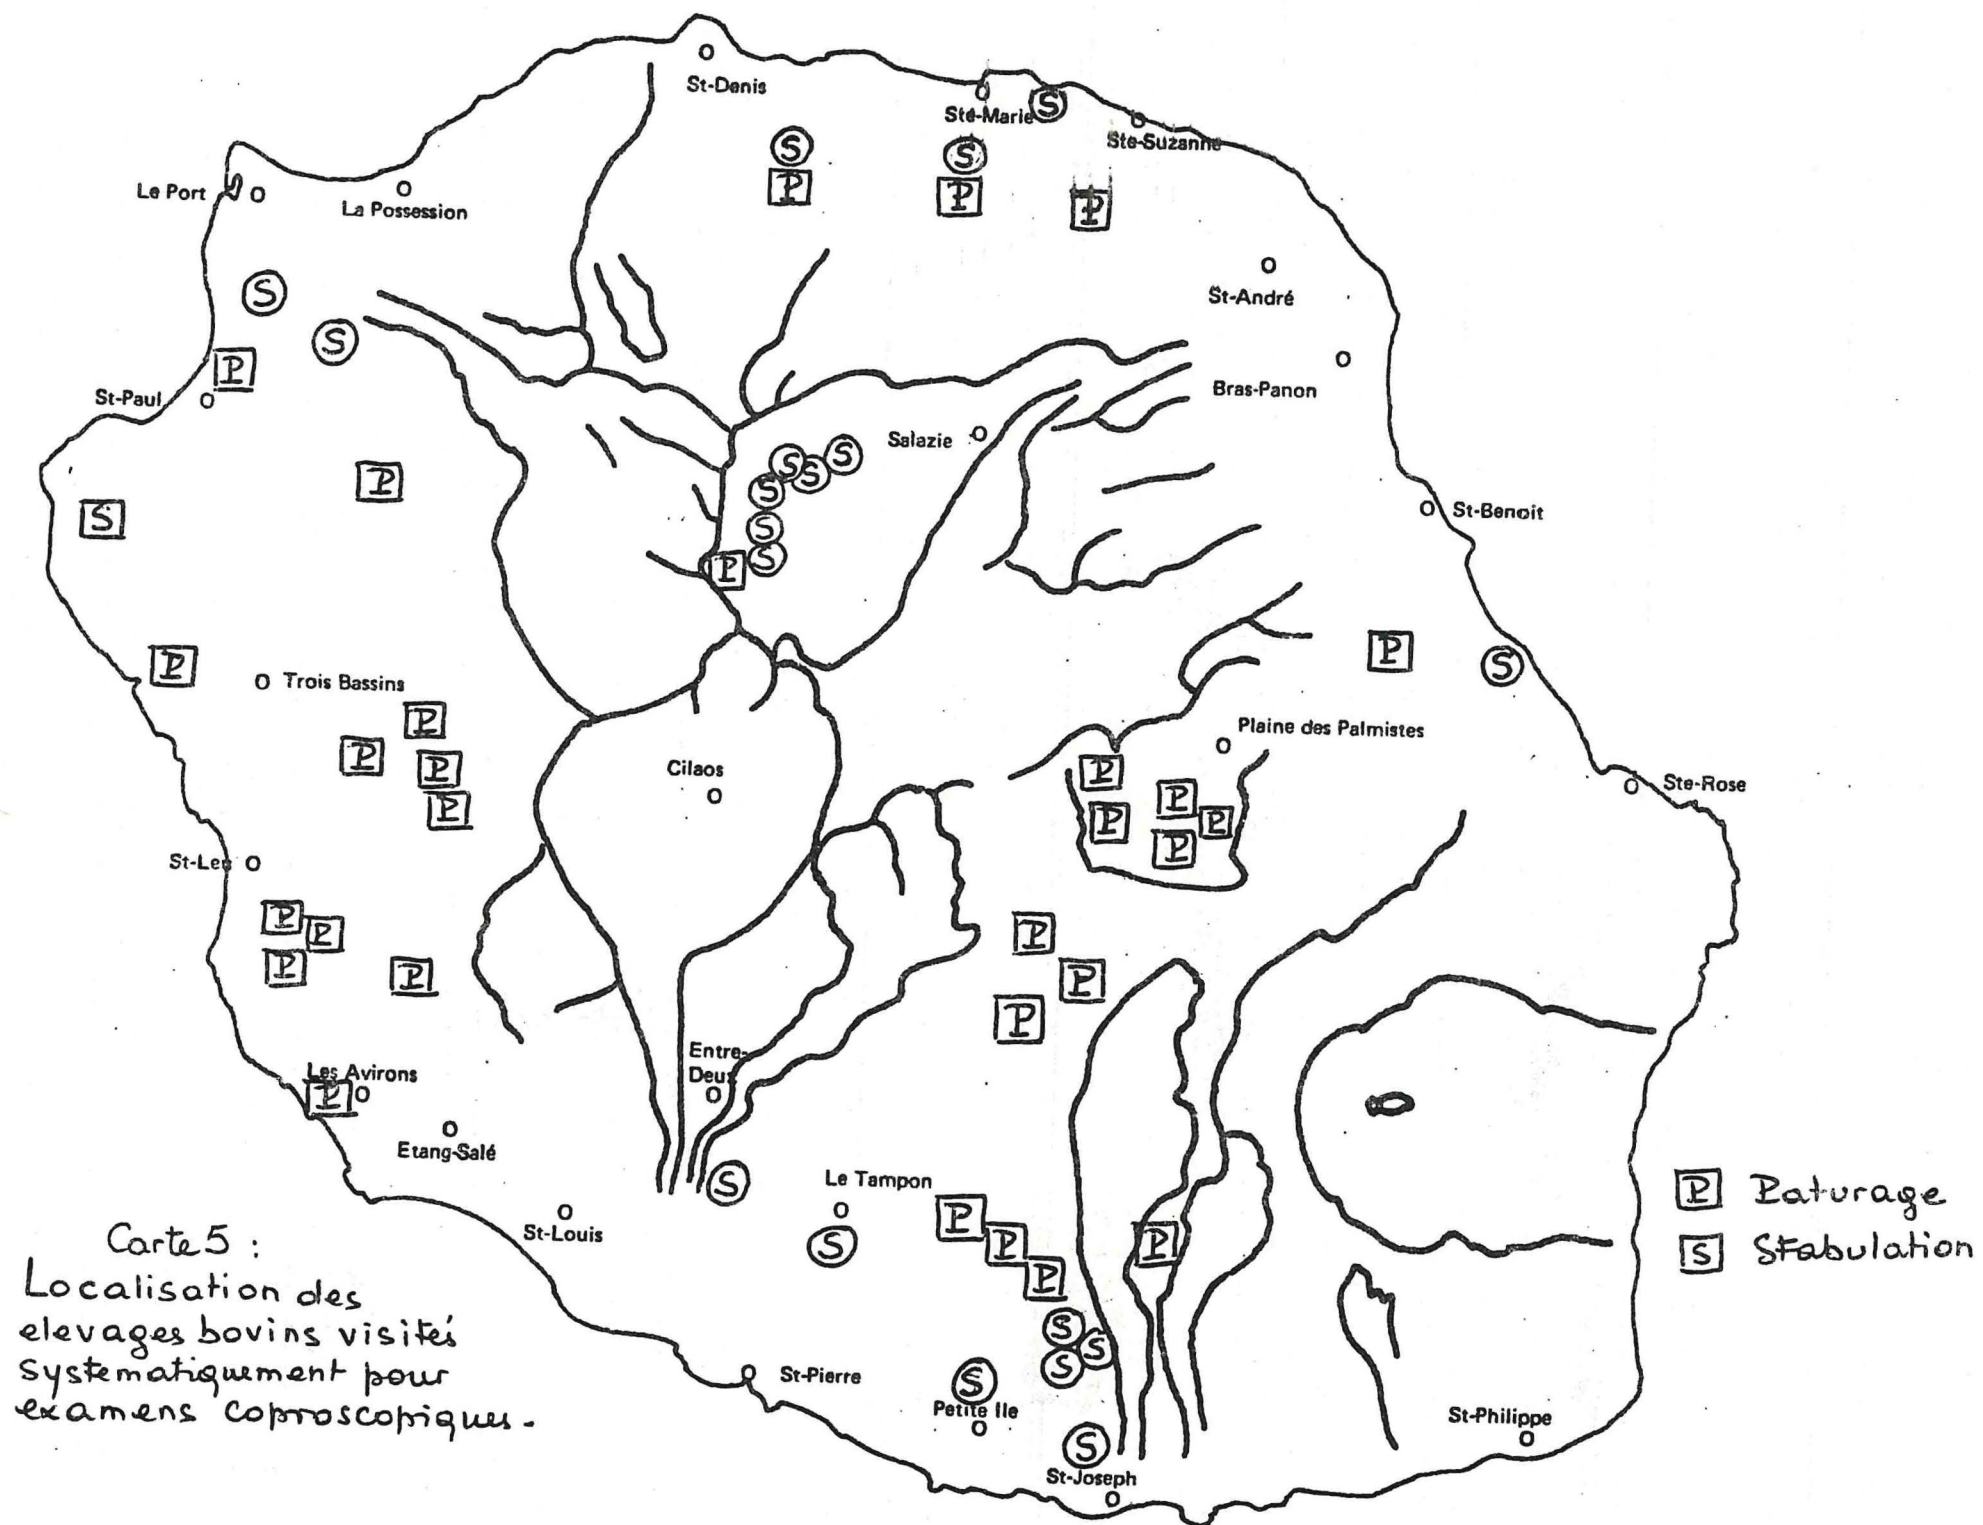 St-Denis
Ste-Marie
S
Ste-Suzanne
S
P
S
P
P
Le Port
La Possession
St-André
S
S
P
St-Paul
Bras-Panon
Salazie
S
S
S
S
S
S
P
P
S
St-Benoit
P
S
P
Trois Bassins
P
P
P
P
Plaine des Palmistes
Cilaos
P
P
P
P
P
Ste-Rose
St-Leu
P
P
P
P
P
P
P
Entre-
Deux
Les Avirons
P
Etang-Salé
S
Le Tampon
S
P
P
P
P
St-Louis
P Paturage
S Stabulation
Carte 5 :
Localisation des
elevages bovins visités
systematiquement pour
examens coproscopiques.
S
S
S
St-Pierre
S
Petite Ile
S
St-Joseph
St-Philippe